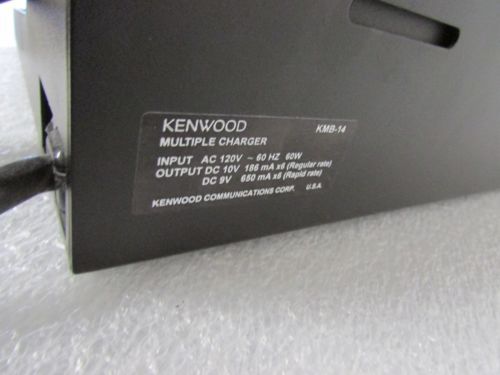 KENWOOD KMB-14
MULTIPLE CHARGER
INPUT AC 120V ~ 60 HZ 60W
OUTPUT DC 10V 186 mA x6 (Regular rate)
DC 9V 650 mA x6 (Rapid rate)
KENWOOD COMMUNICATIONS CORP. U.S.A.